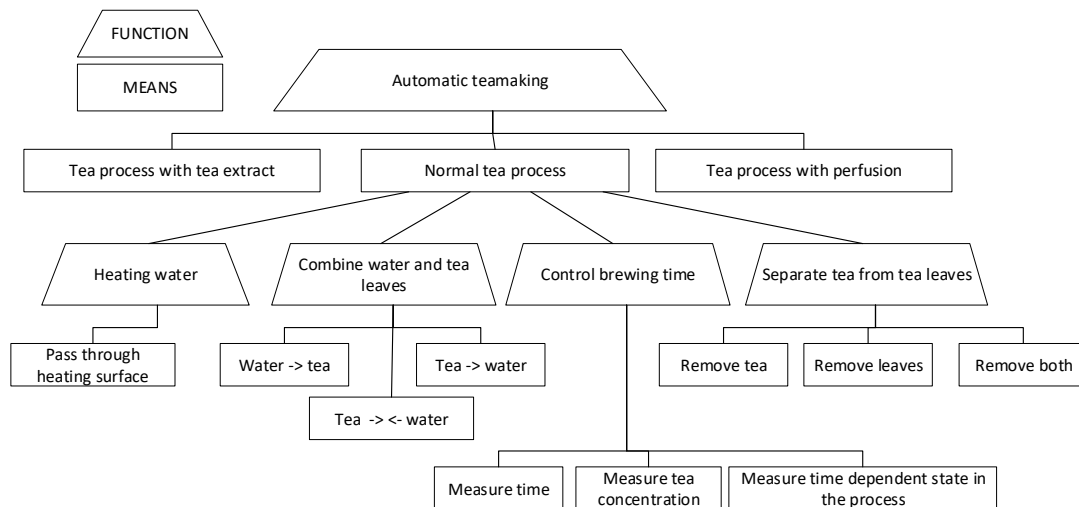 FUNCTION
MEANS
Automatic teamaking
Tea process with tea extract
Normal tea process
Tea process with perfusion
Heating water
Combine water and tea
leaves
Control brewing time
Separate tea from tea leaves
Pass through
heating surface
Water -> tea
Tea -> water
Tea -> <- water
Remove tea
Remove leaves
Remove both
Measure time
Measure tea
concentration
Measure time dependent state in
the process